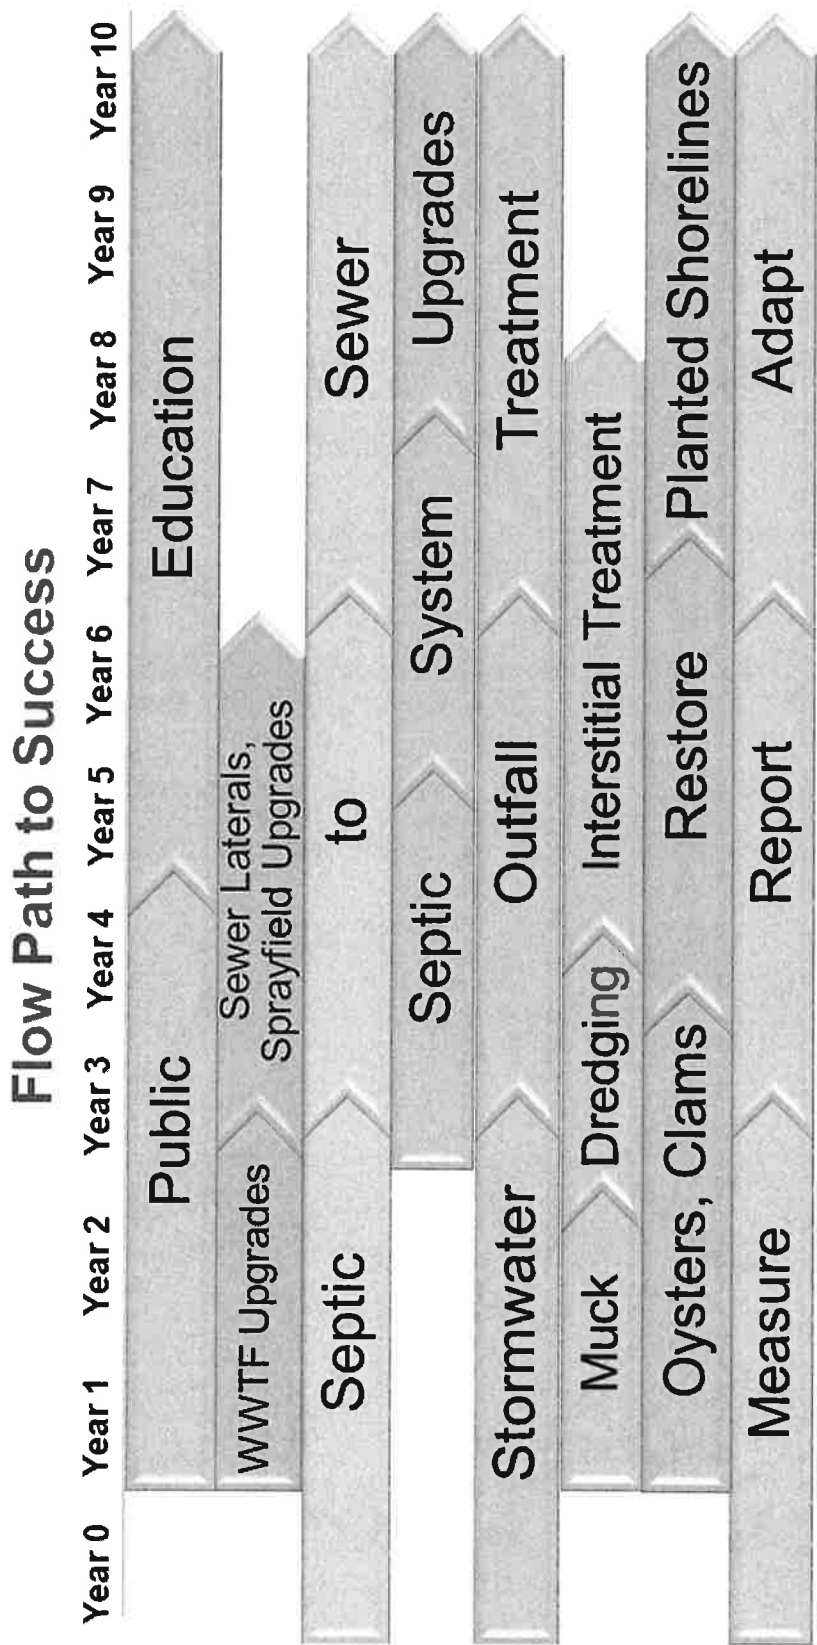 Flow Path to Success
Year 0 Year 1 Year 2 Year 3 Year 4 Year 5 Year 6 Year 7 Year 8 Year 9 Year 10
Public Education
WWTF Upgrades
Sewer Laterals,
Sprayfield Upgrades
Septic to Sewer
Septic System Upgrades
Stormwater Outfall Treatment
Muck Dredging Interstitial Treatment
Oysters, Clams Restore Planted Shorelines
Measure Report Adapt